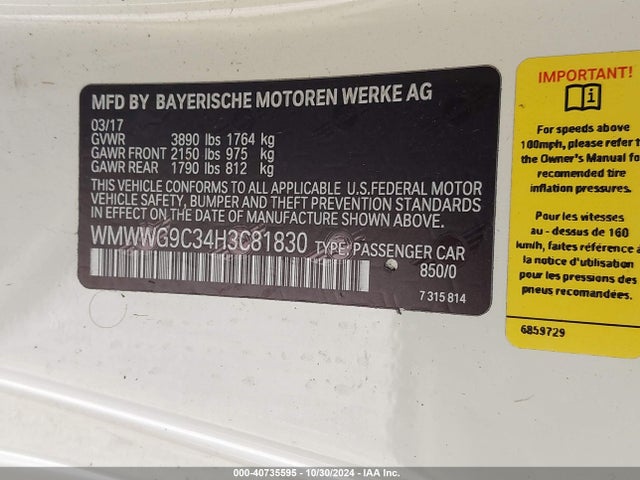 MFD BY BAYERISCHE MOTOREN WERKE AG
03/17
GVWR 3890 lbs 1764 kg
GAWR FRONT 2150 lbs 975 kg
GAWR REAR 1790 lbs 812 kg
THIS VEHICLE CONFORMS TO ALL APPLICABLE U.S.FEDERAL MOTOR
VEHICLE SAFETY, BUMPER AND THEFT PREVENTION STANDARDS
IN EFFECT ON THE DATE OF MANUFACTURE SHOWN ABOVE.
WMWWG9C34H3C81830 TYPE: PASSENGER CAR
850/0
7 315 814
IMPORTANT!
i
For speeds above
100mph, please refer t
the Owner's Manual fo
recommended tire
inflation pressures.
Pour les vitesses
au - dessus de 160
km/h, faites référence à
la notice d'utilisation
pour les pressions des
pneus recommandées.
6859729
000-40735595 - 10/30/2024 - IAA Inc.